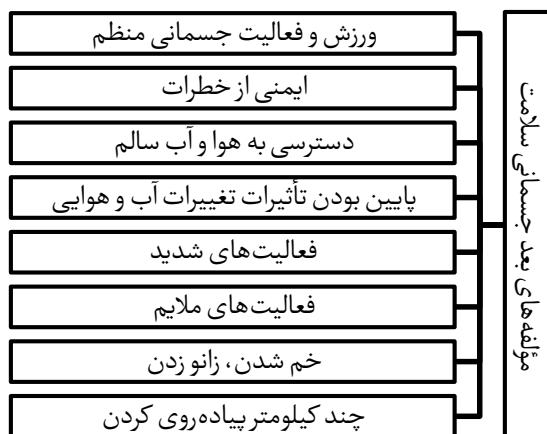 مؤلفه‌های بعد جسمانی سلامت
ورزش و فعالیت جسمانی منظم
ایمنی از خطرات
دسترسی به هوا و آب سالم
پایین بودن تأثیرات تغییرات آب و هوایی
فعالیت‌های شدید
فعالیت‌های ملایم
خم شدن، زانو زدن
چند کیلومتر پیاده‌روی کردن